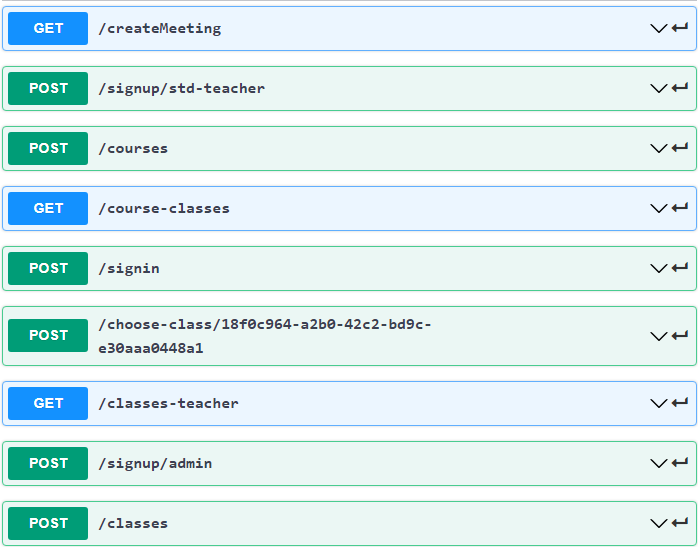 GET /createMeeting
POST /signup/std-teacher
POST /courses
GET /course-classes
POST /signin
POST /choose-class/18f0c964-a2b0-42c2-bd9c-
e30aaa0448a1
GET /classes-teacher
POST /signup/admin
POST /classes